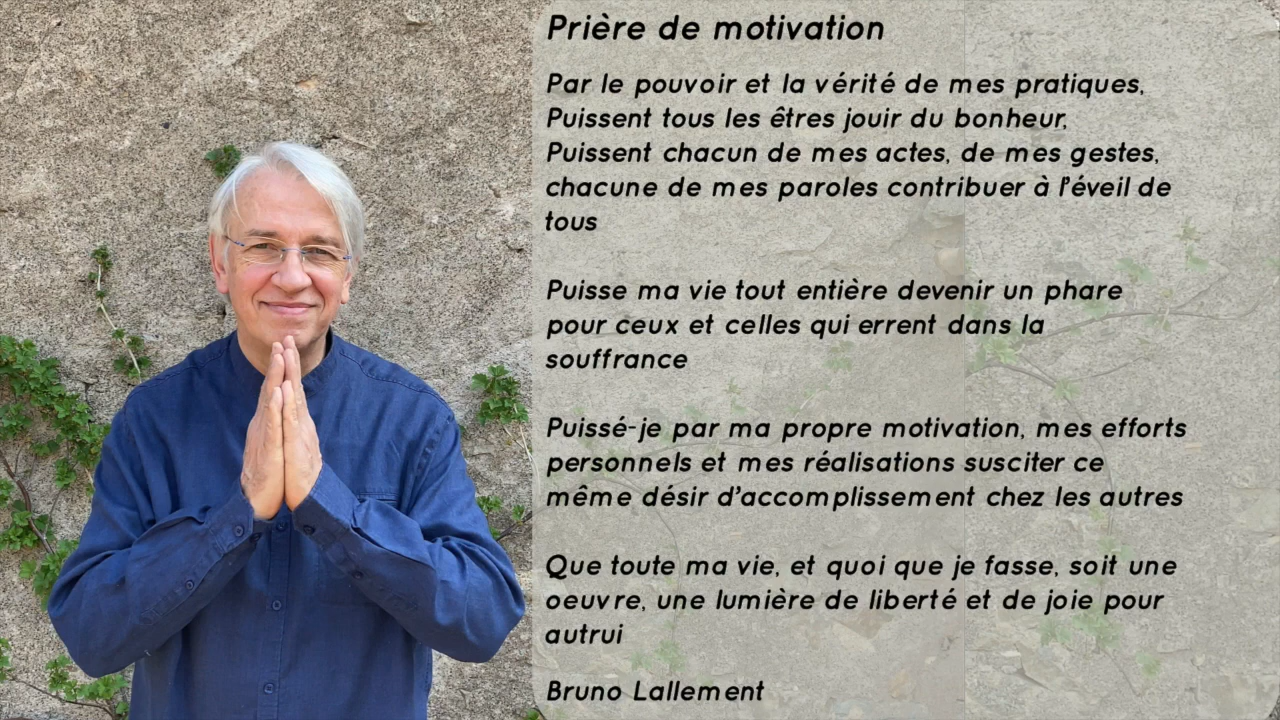 Prière de motivation
Par le pouvoir et la vérité de mes pratiques,
Puissent tous les êtres jouir du bonheur,
Puissent chacun de mes actes, de mes gestes,
chacune de mes paroles contribuer à l'éveil de
tous
Puisse ma vie tout entière devenir un phare
pour ceux et celles qui errent dans la
souffrance
Puissé-je par ma propre motivation, mes efforts
personnels et mes réalisations susciter ce
même désir d'accomplissement chez les autres
Que toute ma vie, et quoi que je fasse, soit une
oeuvre, une lumière de liberté et de joie pour
autrui
Bruno Lallement